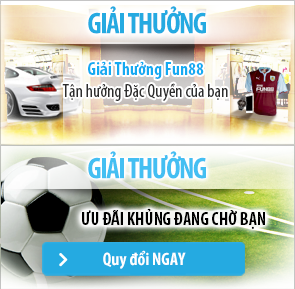 GIẢI THƯỞNG
Giải Thưởng Fun88
Tận hưởng Đặc Quyền của bạn
FUN88
GIẢI THƯỞNG
ƯU ĐÃI KHỦNG ĐANG CHỜ BẠN
Quy đổi NGAY